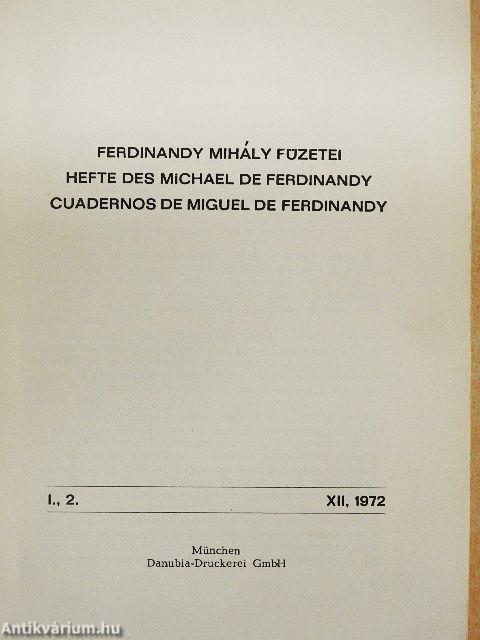 FERDINANDY MIHÁLY FÜZETEI
HEFTE DES MICHAEL DE FERDINANDY
CUADERNOS DE MIGUEL DE FERDINANDY
I., 2. XII, 1972
München
Danubia-Druckerei GmbH
Antikvárium.hu